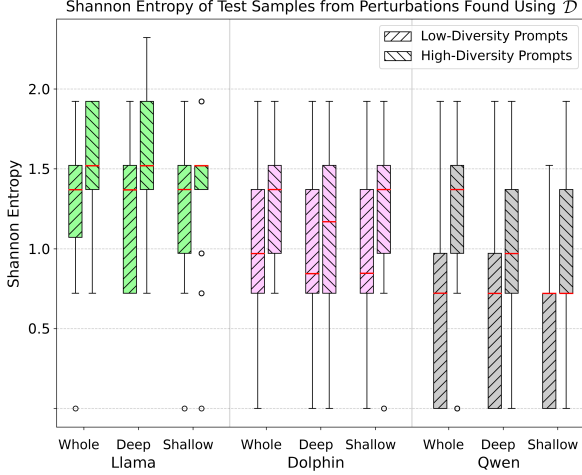 Shannon Entropy of Test Samples from Perturbations Found Using 𝒟
Low-Diversity Prompts
High-Diversity Prompts
Shannon Entropy
2.0
1.5
1.0
0.5
Whole Deep Shallow Whole Deep Shallow Whole Deep Shallow
Llama Dolphin Qwen